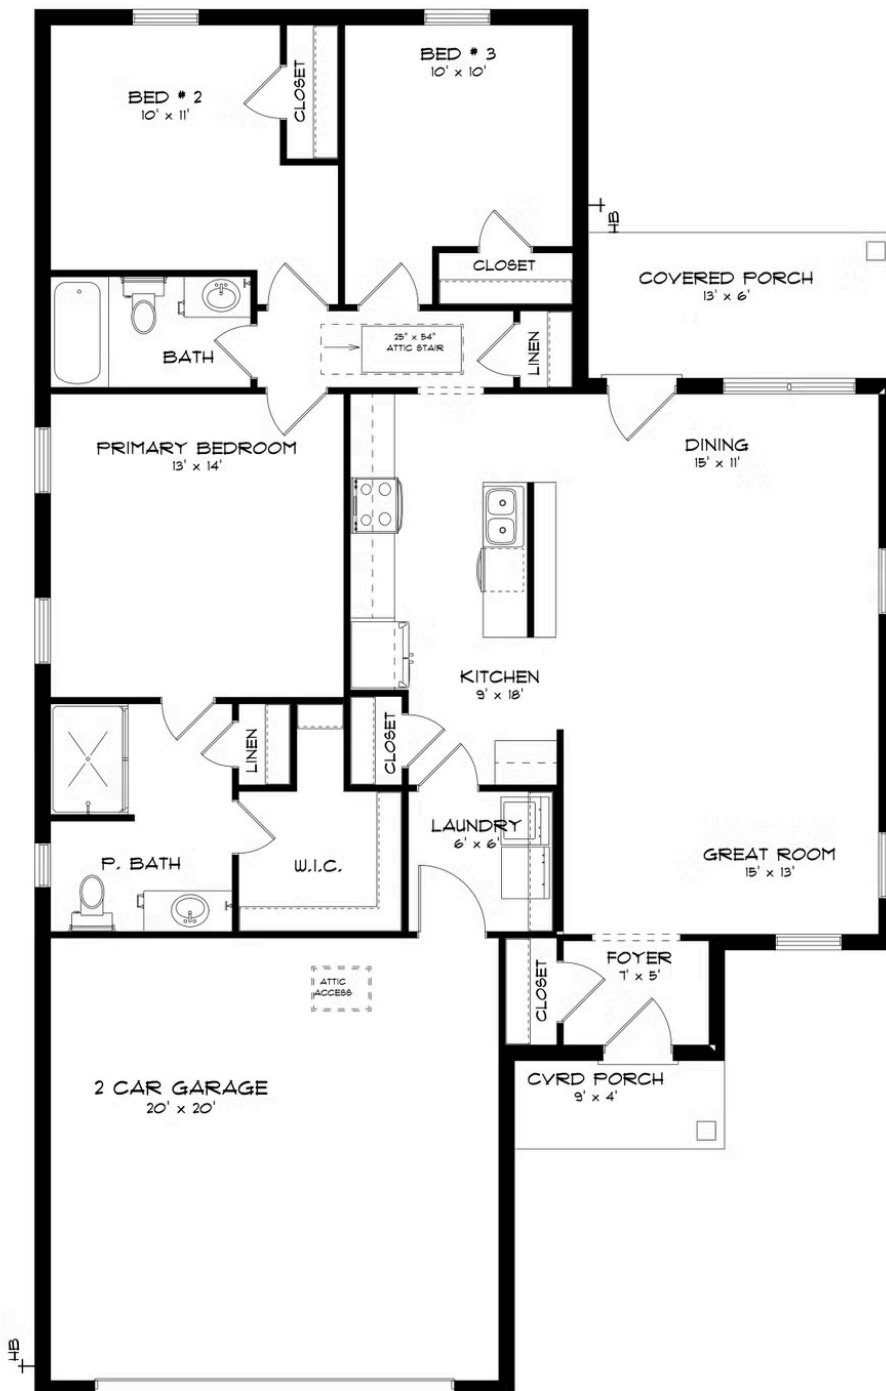 BED # 2
10' x 11'
CLOSET
BED # 3
10' x 10'
HB
CLOSET
COVERED PORCH
13' x 6'
BATH
25" x 54"
ATTIC STAIR
LINEN
PRIMARY BEDROOM
13' x 14'
DINING
15' x 11'
KITCHEN
9' x 18'
LINEN
CLOSET
LAUNDRY
6' x 6'
P. BATH
W.I.C.
GREAT ROOM
15' x 13'
ATTIC
ACCESS
CLOSET
FOYER
7' x 5'
2 CAR GARAGE
20' x 20'
CVRD PORCH
9' x 4'
HB